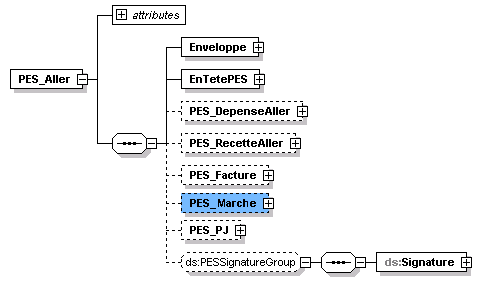 attributes
Enveloppe
PES_Aller
EnTetePES
PES_DepenseAller
PES_RecetteAller
PES_Facture
PES_Marche
PES_PJ
ds:PESSignatureGroup
ds:Signature